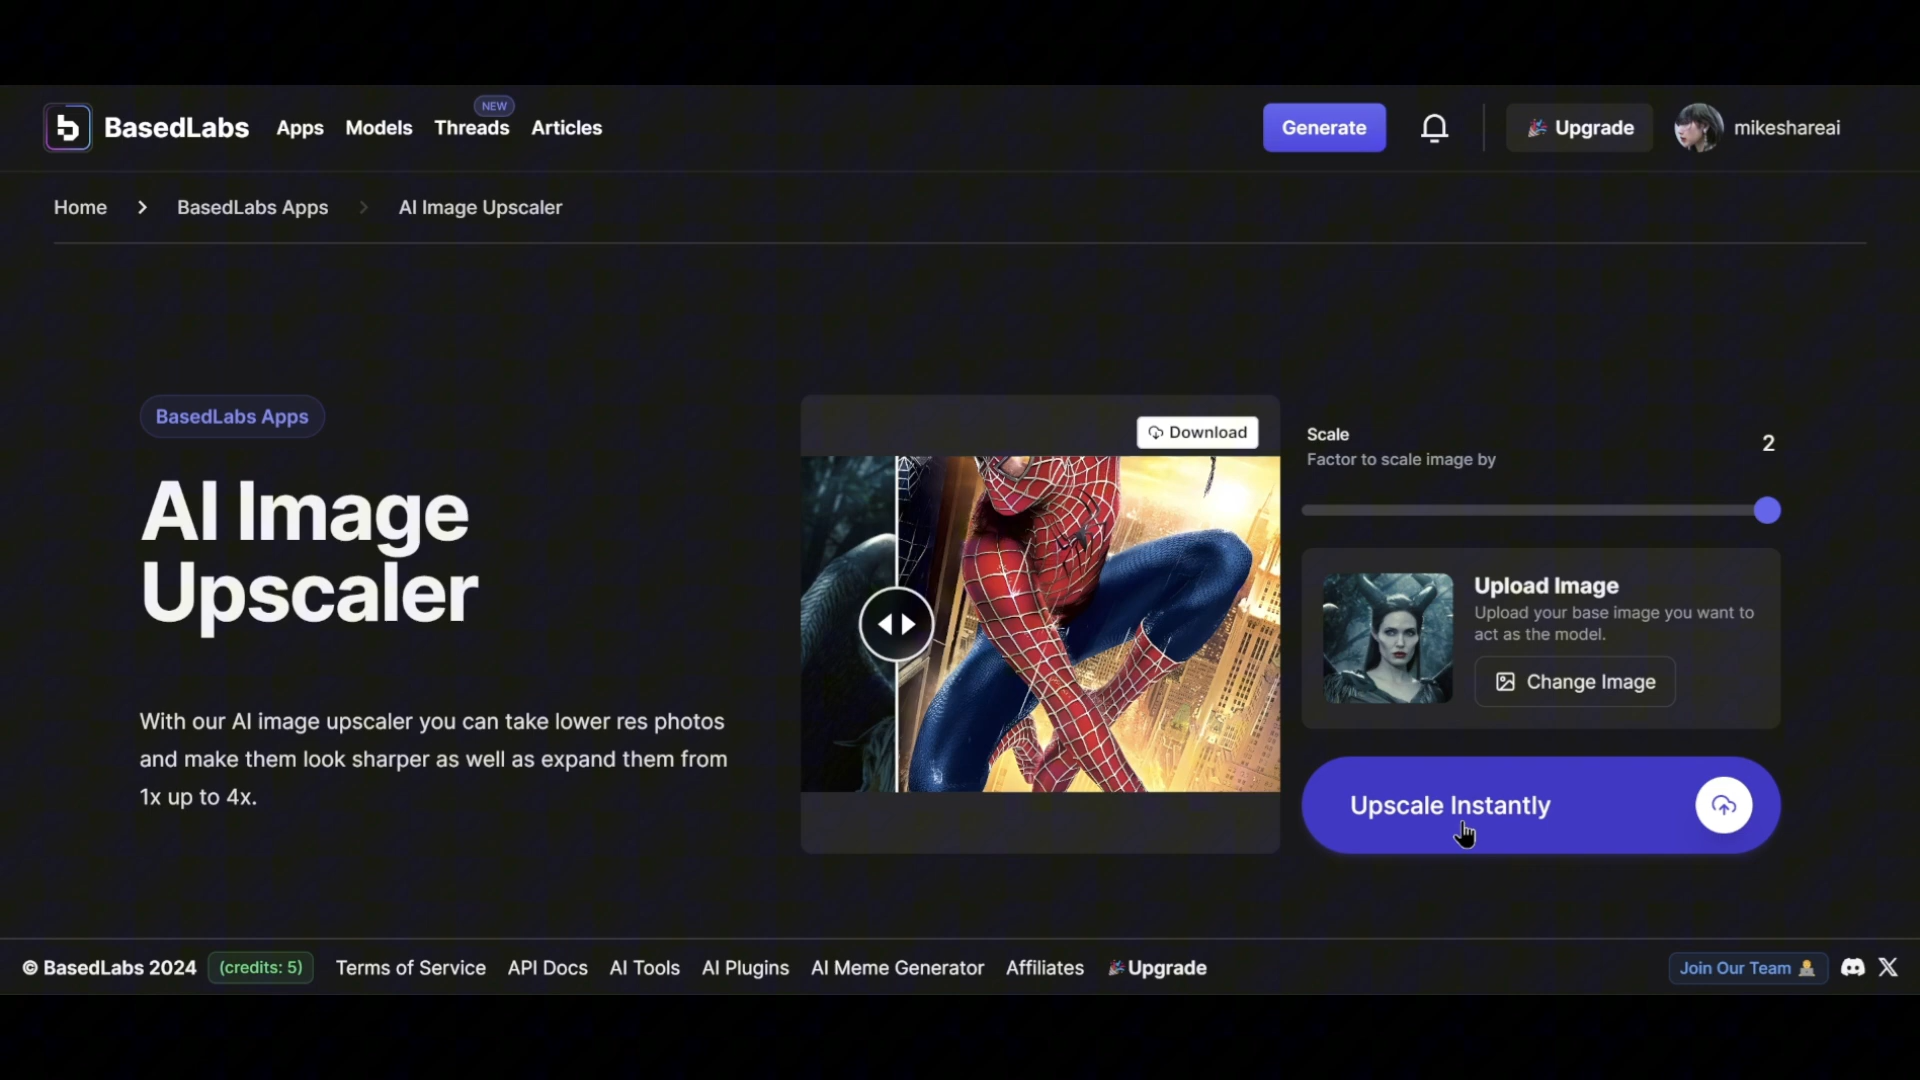 BasedLabs
Apps
Models
Threads
NEW
Articles
Generate
Upgrade
mikeshareai
Home
BasedLabs Apps
AI Image Upscaler
BasedLabs Apps
AI Image
Upscaler
With our AI image upscaler you can take lower res photos
and make them look sharper as well as expand them from
1x up to 4x.
Download
Scale
Factor to scale image by
2
Upload Image
Upload your base image you want to
act as the model.
Change Image
Upscale Instantly
© BasedLabs 2024
(credits: 5)
Terms of Service
API Docs
AI Tools
AI Plugins
AI Meme Generator
Affiliates
Upgrade
Join Our Team